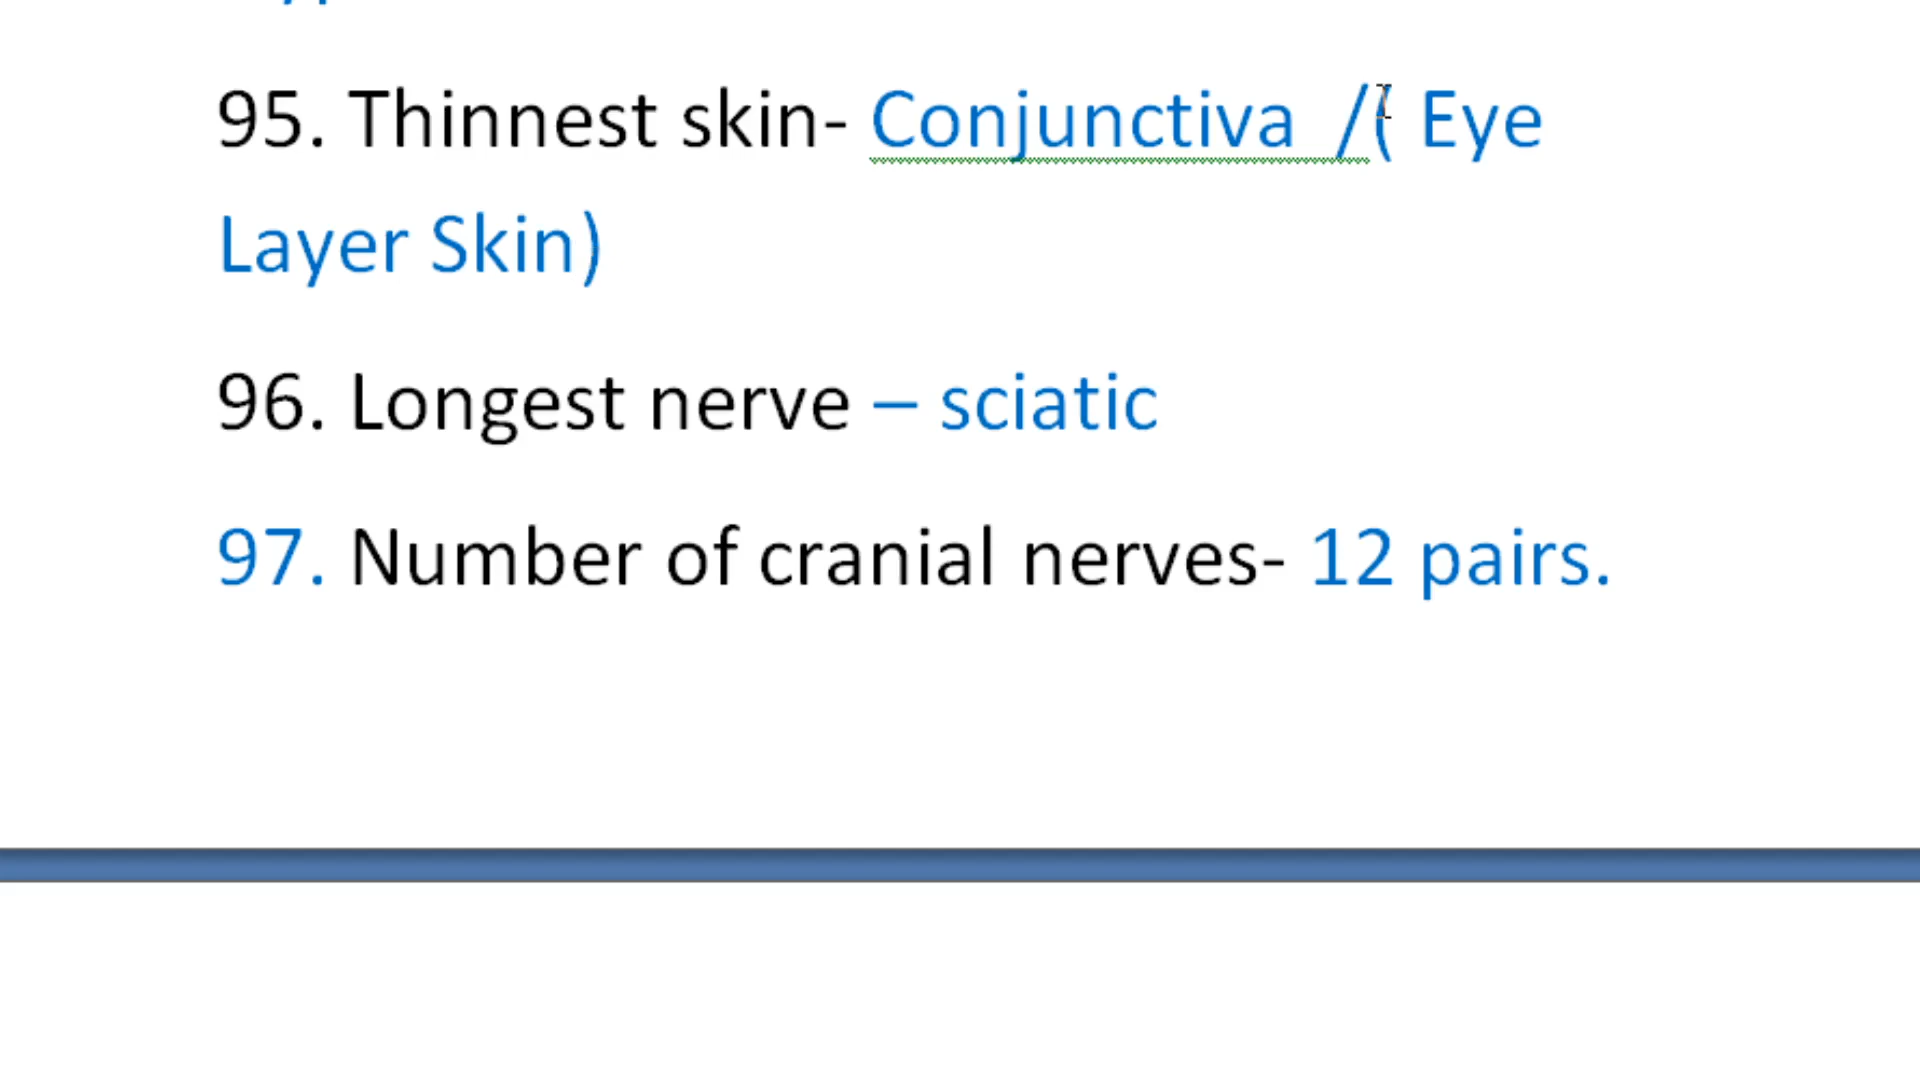 95. Thinnest skin- Conjunctiva /( Eye
Layer Skin)
96. Longest nerve – sciatic
97. Number of cranial nerves- 12 pairs.